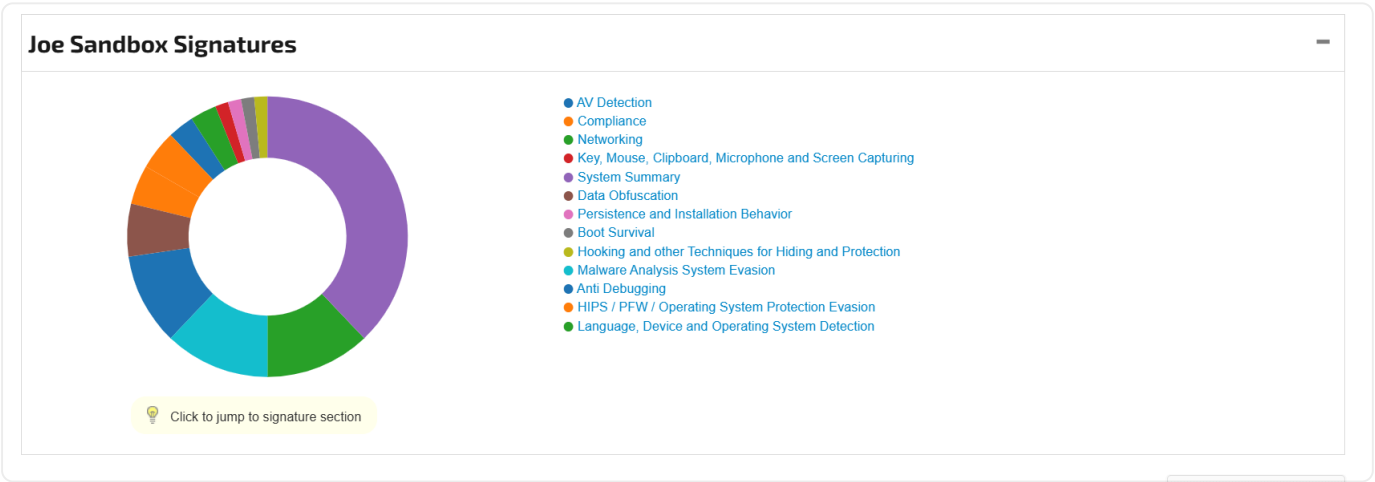 Joe Sandbox Signatures
AV Detection
Compliance
Networking
Key, Mouse, Clipboard, Microphone and Screen Capturing
System Summary
Data Obfuscation
Persistence and Installation Behavior
Boot Survival
Hooking and other Techniques for Hiding and Protection
Malware Analysis System Evasion
Anti Debugging
HIPS / PFW / Operating System Protection Evasion
Language, Device and Operating System Detection
Click to jump to signature section